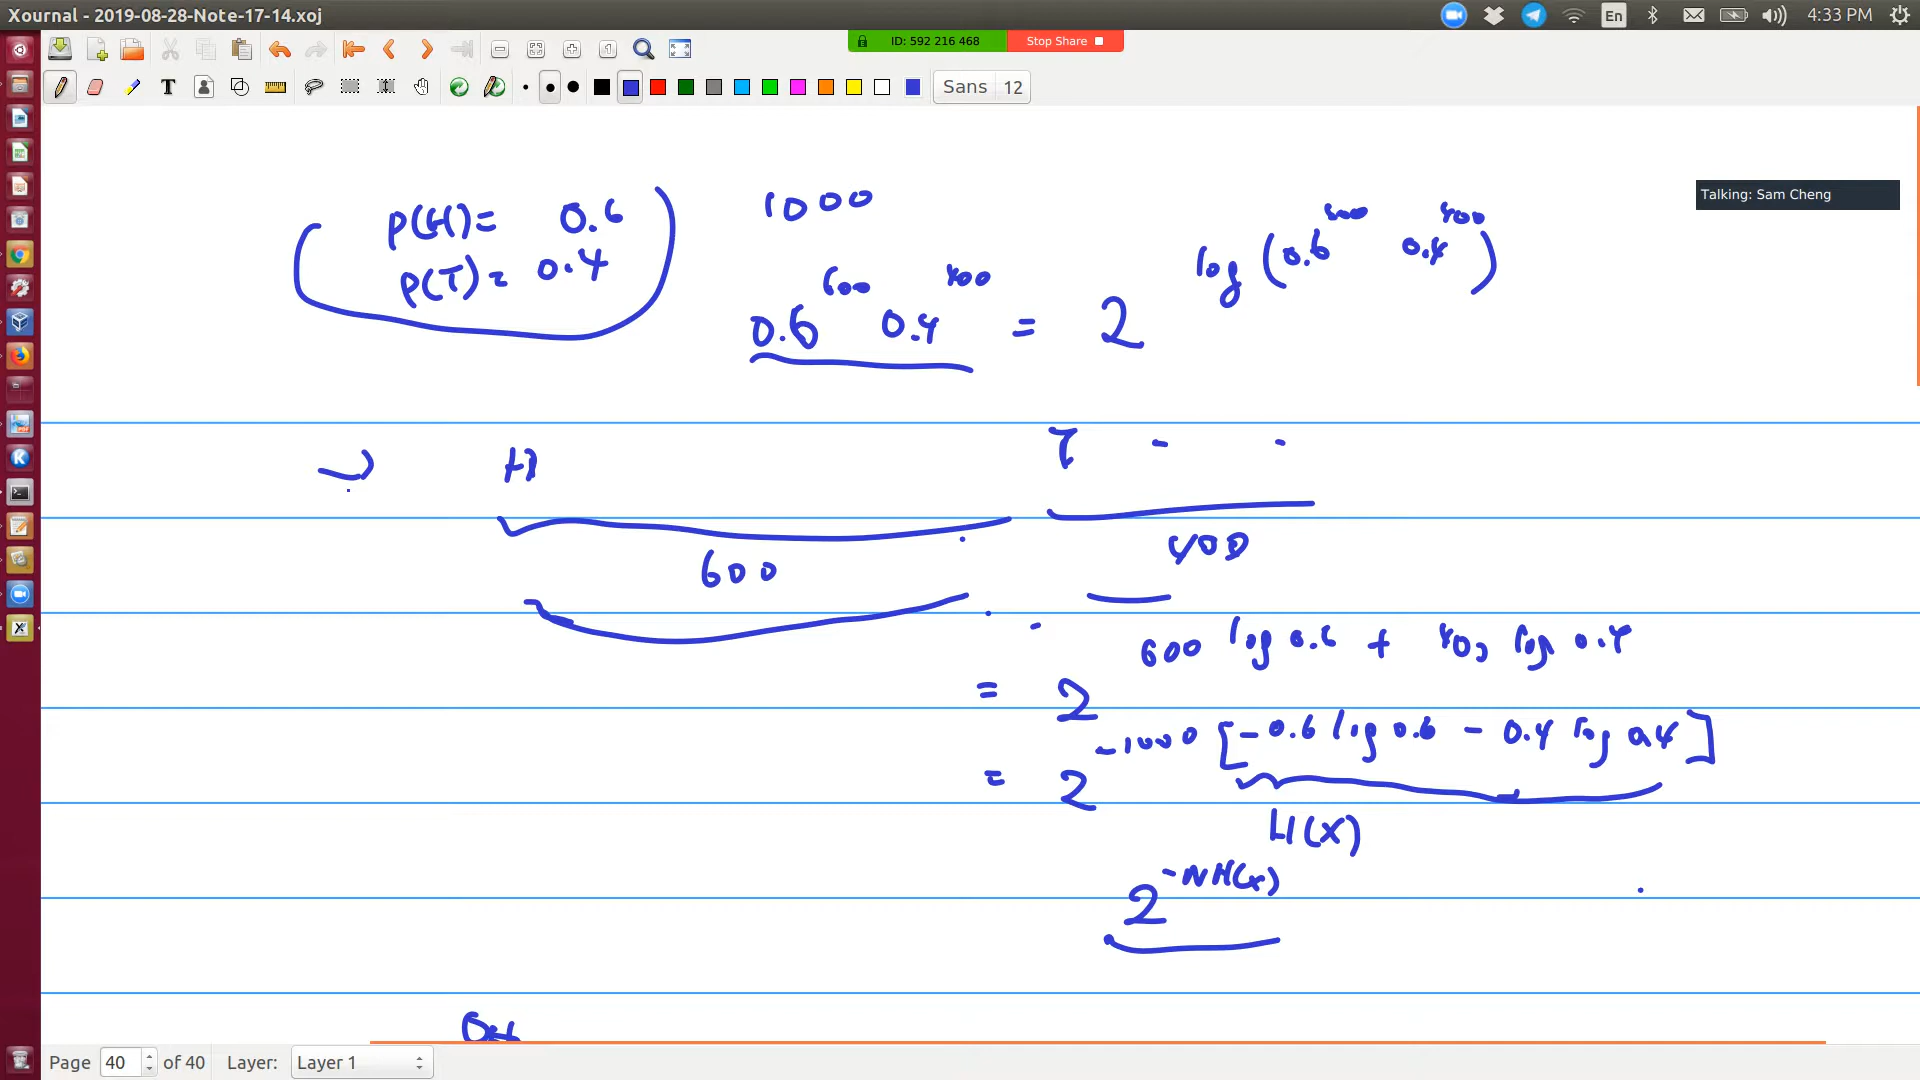 Xournal - 2019-08-28-Note-17-14.xoj
En
4:33 PM
ID: 592 216 468
Stop Share
T
Sans 12
Talking: Sam Cheng
P(H) = 0.6
P(T) = 0.4
1000
0.6^600 0.4^400 = 2^log(0.6^600 0.4^400)
H
T - -
600
400
= 2^600 log 0.6 + 400 log 0.4
= 2^-1000 [-0.6 log 0.6 - 0.4 log 0.4]
H(X)
2^-NH(X)
Page 40 of 40 Layer: Layer 1